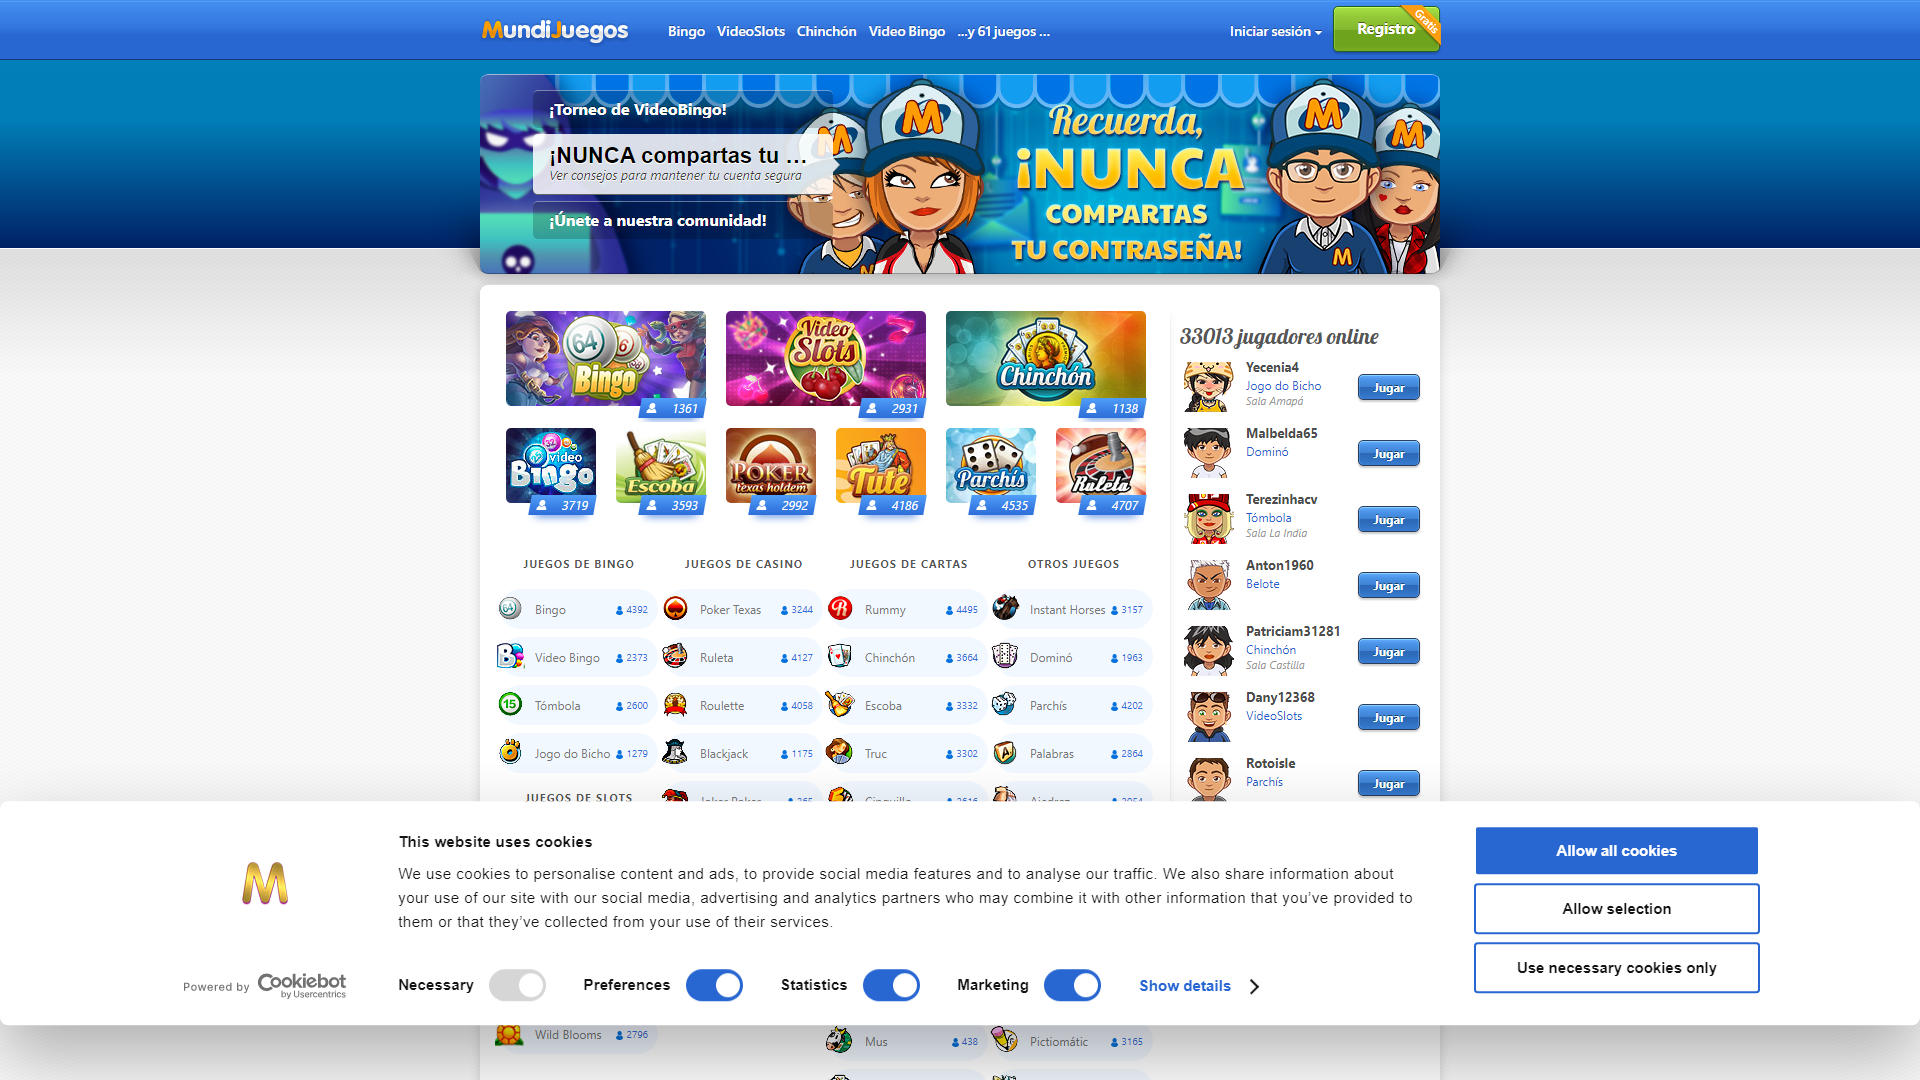 MundiJuegos
Bingo VideoSlots Chinchón Video Bingo ...y 61 juegos ...
Iniciar sesión
Registro
Gratis
¡Torneo de VideoBingo!
¡NUNCA compartas tu ...
Ver consejos para mantener tu cuenta segura
¡Únete a nuestra comunidad!
Recuerda,
¡NUNCA
COMPARTAS
TU CONTRASEÑA!
64
Bingo
1361
Video
Slots
2931
Chinchón
1138
video
Bingo
3719
Escoba
3593
POKER
texas holdem
2992
Tute
4186
Parchís
4535
Ruleta
4707
33013 jugadores online
Yecenia4
Jogo do Bicho
Sala Amapá
Jugar
Malbelda65
Dominó
Jugar
Terezinhacv
Tómbola
Sala La India
Jugar
Anton1960
Belote
Jugar
Patriciam31281
Chinchón
Sala Castilla
Jugar
Dany12368
VideoSlots
Jugar
Rotoisle
Parchís
Jugar
JUEGOS DE BINGO
Bingo 4392
Video Bingo 2373
Tómbola 2600
Jogo do Bicho 1279
JUEGOS DE SLOTS
JUEGOS DE CASINO
Poker Texas 3244
Ruleta 4127
Roulette 4058
Blackjack 1175
Joker Poker 265
JUEGOS DE CARTAS
Rummy 4495
Chinchón 3664
Escoba 3332
Truc 3302
Cinquillo 2616
OTROS JUEGOS
Instant Horses 3157
Dominó 1963
Parchís 4202
Palabras 2864
Ajedrez
This website uses cookies
We use cookies to personalise content and ads, to provide social media features and to analyse our traffic. We also share information about
your use of our site with our social media, advertising and analytics partners who may combine it with other information that you’ve provided to
them or that they’ve collected from your use of their services.
Allow all cookies
Allow selection
Use necessary cookies only
Powered by Cookiebot
by Usercentrics
Necessary Preferences Statistics Marketing Show details
Wild Blooms 2796
Mus 438
Pictiomátic 3165